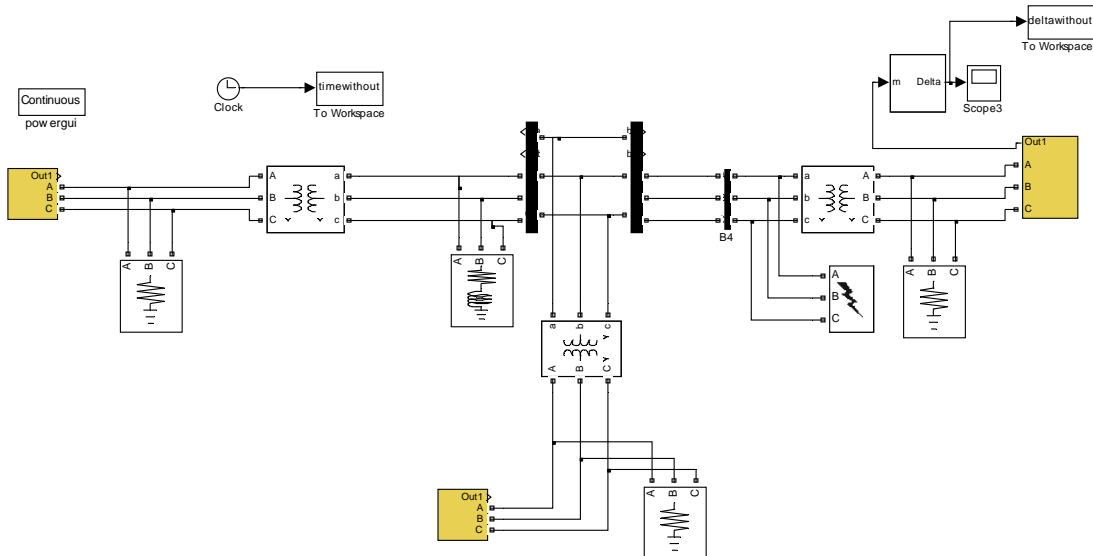 deltawithout
To Workspace
Continuous
powergui
Clock
timewithout
To Workspace
m
Delta
Scope3
Out1
A
B
C
A
B
C
a
b
c
Y
Y
a
b
b
a
b
c
A
B
C
Y
Y
Out1
A
B
C
B4
A B C
A B C
A
B
C
A B C
a b c
Y
Y
A B C
Out1
A
B
C
A B C